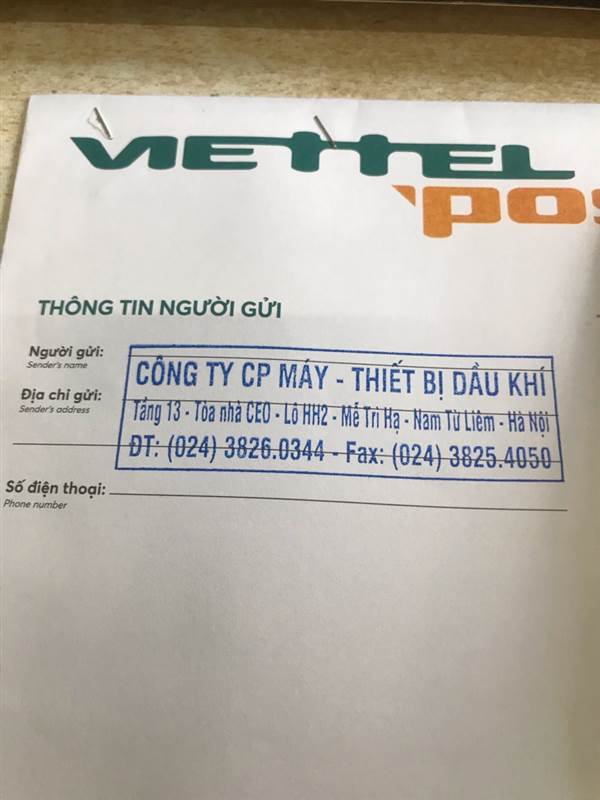 VIETTEL
POS
THÔNG TIN NGƯỜI GỬI
Người gửi:
Sender's name
CÔNG TY CP MÁY - THIẾT BỊ DẦU KHÍ
Địa chỉ gửi:
Sender's address
Tầng 13 - Tòa nhà CEO - Lô HH2 - Mễ Trì Hạ - Nam Từ Liêm - Hà Nội
ĐT: (024) 3826.0344 - Fax: (024) 3825.4050
Số điện thoại:
Phone number